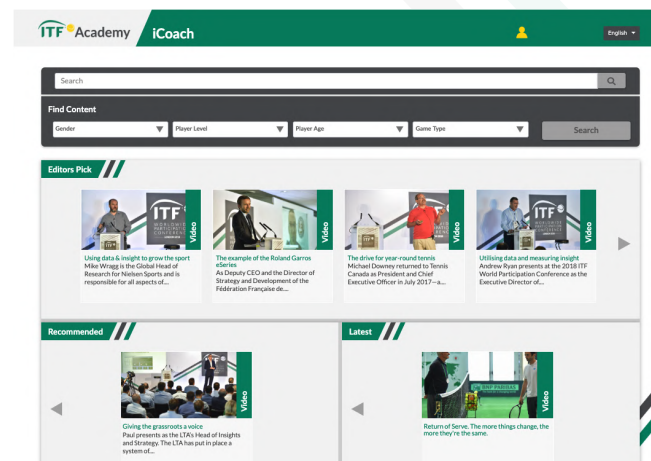 ITF Academy
iCoach
English
Search
Find Content
Gender
Player Level
Player Age
Game Type
Search
Editors Pick
ITF
WORLDWIDE
PARTICIPATION
CONFERENCE
Video
Video
Video
Video
Using data & insight to grow the sport
Mike Wragg is the Global Head of
Research for Nielsen Sports and is
responsible for all aspects of...
The example of the Roland Garros
eSeries
As Deputy CEO and the Director of
Strategy and Development of the
Fédération Française de...
The drive for year-round tennis
Michael Downey returned to Tennis
Canada as President and Chief
Executive Officer in July 2017—a...
Utilising data and measuring insight
Andrew Ryan presents at the 2018 ITF
World Participation Conference as the
Executive Director of...
Recommended
Latest
Video
BNP PARIBAS
Video
Giving the grassroots a voice
Paul presents as the LTA's Head of Insights
and Strategy. The LTA has put in place a
system of...
Return of Serve. The more things change, the
more they're the same.